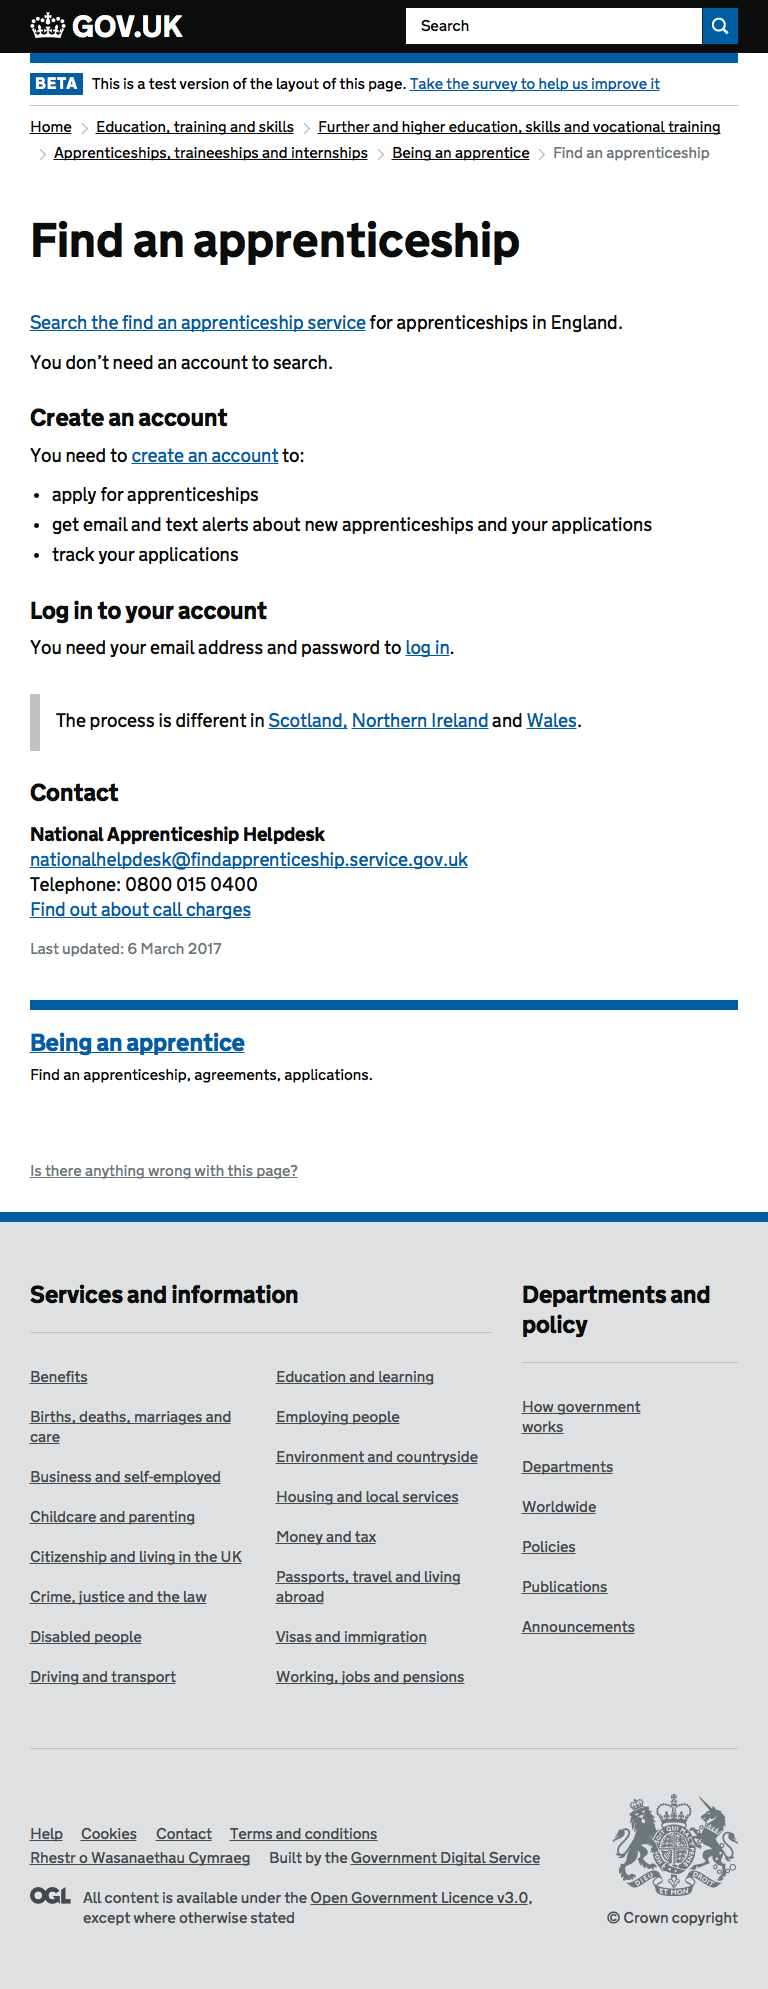 GOV.UK
Search
BETA This is a test version of the layout of this page. Take the survey to help us improve it
Home Education, training and skills Further and higher education, skills and vocational training
Apprenticeships, traineeships and internships Being an apprentice Find an apprenticeship
Find an apprenticeship
Search the find an apprenticeship service for apprenticeships in England.
You don’t need an account to search.
Create an account
You need to create an account to:
• apply for apprenticeships
• get email and text alerts about new apprenticeships and your applications
• track your applications
Log in to your account
You need your email address and password to log in.
The process is different in Scotland, Northern Ireland and Wales.
Contact
National Apprenticeship Helpdesk
nationalhelpdesk@findapprenticeship.service.gov.uk
Telephone: 0800 015 0400
Find out about call charges
Last updated: 6 March 2017
Being an apprentice
Find an apprenticeship, agreements, applications.
Is there anything wrong with this page?
Services and information
Benefits
Births, deaths, marriages and
care
Business and self-employed
Childcare and parenting
Citizenship and living in the UK
Crime, justice and the law
Disabled people
Driving and transport
Education and learning
Employing people
Environment and countryside
Housing and local services
Money and tax
Passports, travel and living
abroad
Visas and immigration
Working, jobs and pensions
Departments and
policy
How government
works
Departments
Worldwide
Policies
Publications
Announcements
Help Cookies Contact Terms and conditions
Rhestr o Wasanaethau Cymraeg Built by the Government Digital Service
OGL All content is available under the Open Government Licence v3.0,
except where otherwise stated
DIEU ET MON DROIT
© Crown copyright